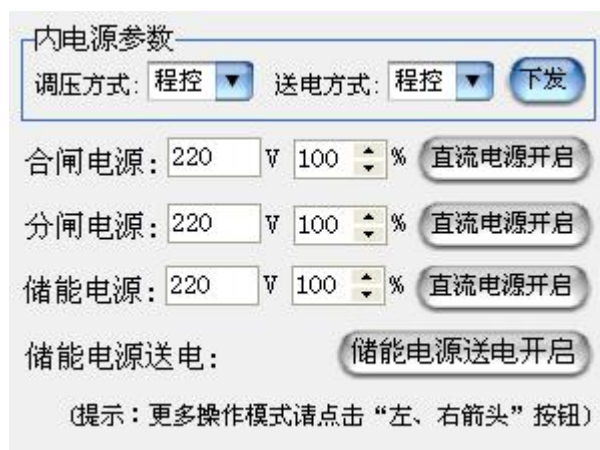 内电源参数
调压方式: 程控 送电方式: 程控 下发
合闸电源: 220 V 100 % 直流电源开启
分闸电源: 220 V 100 % 直流电源开启
储能电源: 220 V 100 % 直流电源开启
储能电源送电: 储能电源送电开启
(提示：更多操作模式请点击“左、右箭头”按钮)